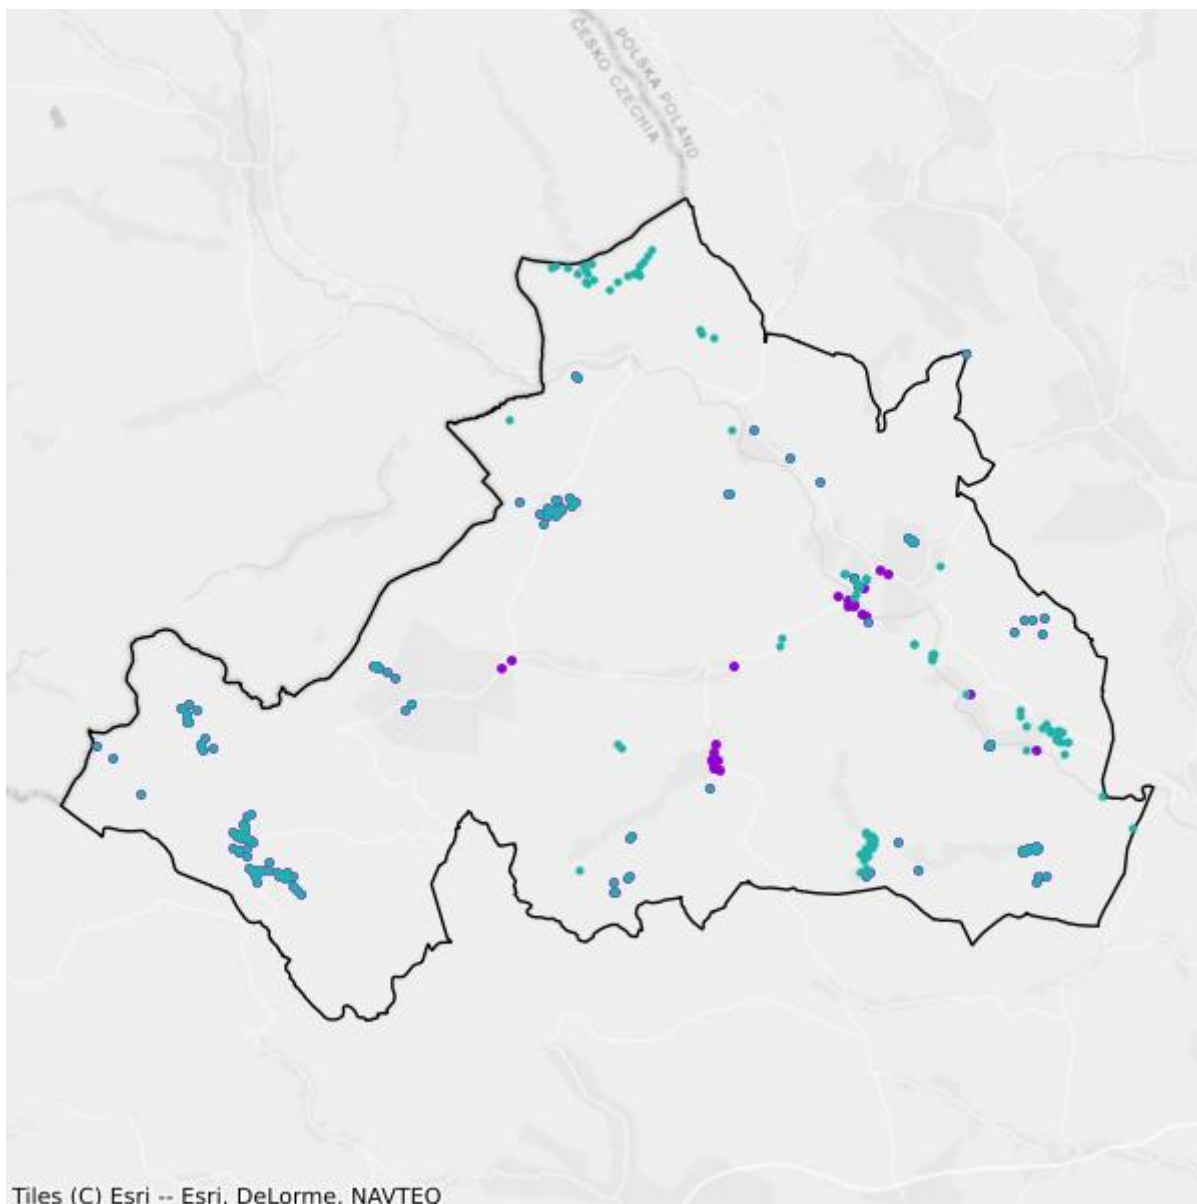 POLSKA POLAND
ČESKO CZECHIA
Tiles (C) Esri -- Esri, DeLorme, NAVTEQ